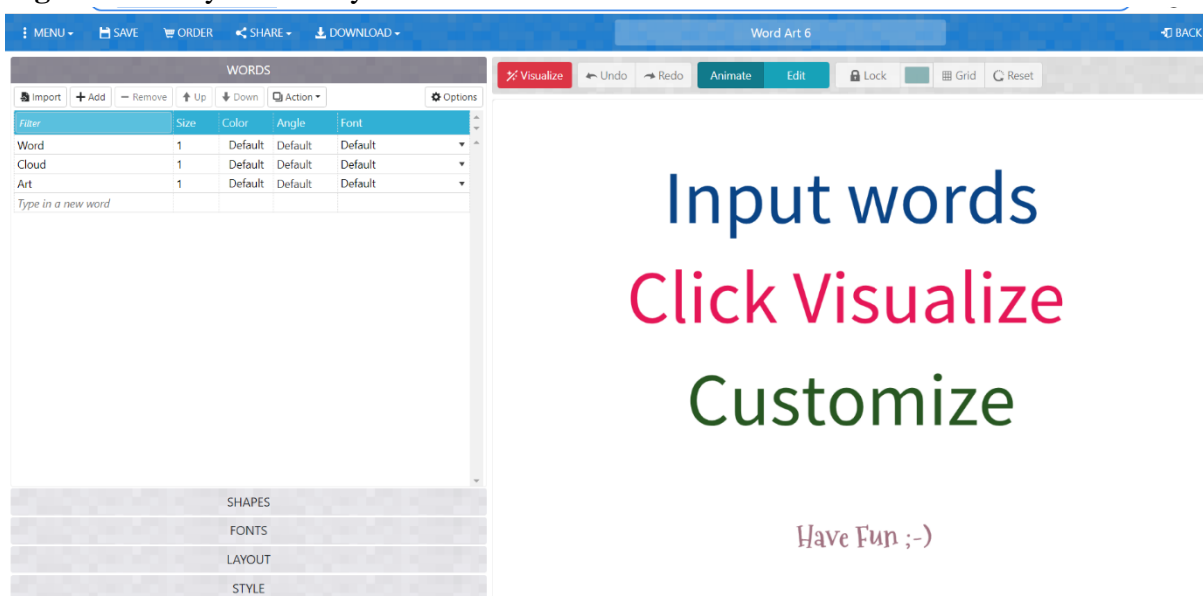 MENU SAVE ORDER SHARE DOWNLOAD Word Art 6 BACK
WORDS
Visualize Undo Redo Animate Edit Lock Grid Reset
Import Add Remove Up Down Action Options
Filter Size Color Angle Font
Word 1 Default Default Default
Cloud 1 Default Default Default
Art 1 Default Default Default
Type in a new word
Input words
Click Visualize
Customize
Have Fun ;-)
SHAPES
FONTS
LAYOUT
STYLE